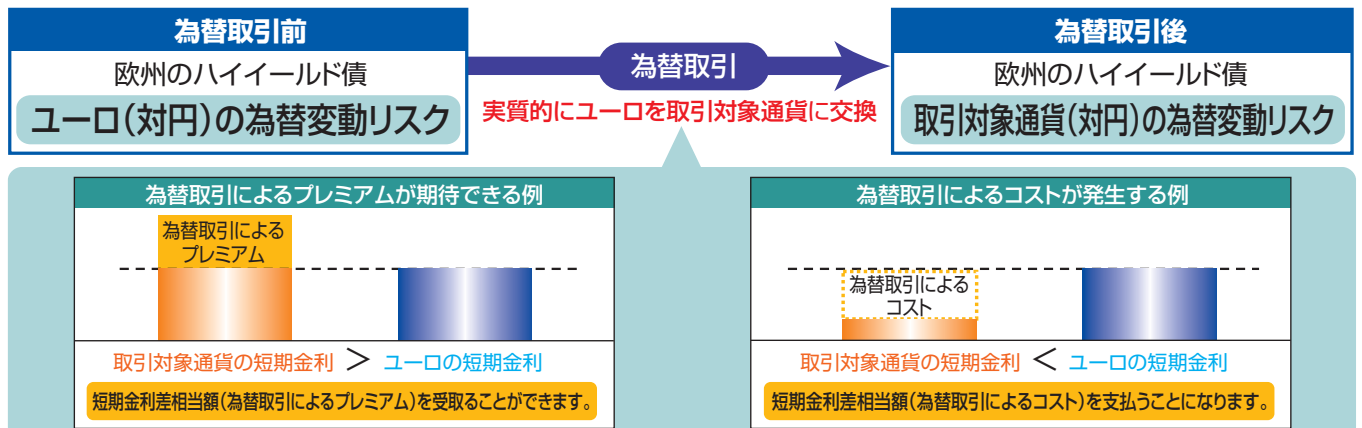 為替取引前
欧州のハイイールド債
ユーロ(対円)の為替変動リスク
為替取引
実質的にユーロを取引対象通貨に交換
為替取引後
欧州のハイイールド債
取引対象通貨(対円)の為替変動リスク
為替取引によるプレミアムが期待できる例
為替取引による
プレミアム
取引対象通貨の短期金利 > ユーロの短期金利
短期金利差相当額(為替取引によるプレミアム)を受取ることができます。
為替取引によるコストが発生する例
為替取引による
コスト
取引対象通貨の短期金利 < ユーロの短期金利
短期金利差相当額(為替取引によるコスト)を支払うことになります。